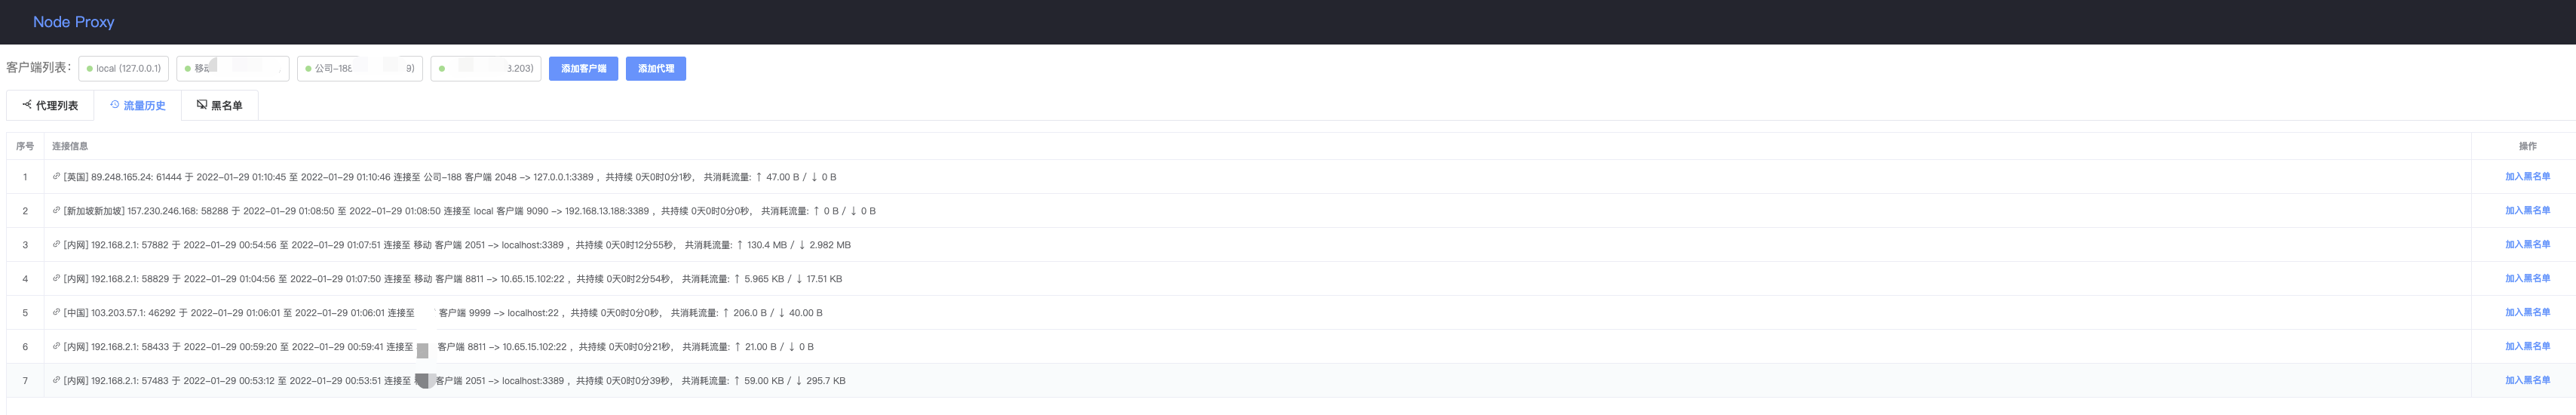 Node Proxy
客户端列表： local (127.0.0.1) 移动 公司-188 9) 3.203) 添加客户端 添加代理
代理列表 流量历史 黑名单
序号 连接信息 操作
1 [英国] 89.248.165.24: 61444 于 2022-01-29 01:10:45 至 2022-01-29 01:10:46 连接至 公司-188 客户端 2048 -> 127.0.0.1:3389 ，共持续 0天0时0分1秒， 共消耗流量: ↑ 47.00 B / ↓ 0 B 加入黑名单
2 [新加坡新加坡] 157.230.246.168: 58288 于 2022-01-29 01:08:50 至 2022-01-29 01:08:50 连接至 local 客户端 9090 -> 192.168.13.188:3389 ，共持续 0天0时0分0秒， 共消耗流量: ↑ 0 B / ↓ 0 B 加入黑名单
3 [内网] 192.168.2.1: 57882 于 2022-01-29 00:54:56 至 2022-01-29 01:07:51 连接至 移动 客户端 2051 -> localhost:3389 ，共持续 0天0时12分55秒， 共消耗流量: ↑ 130.4 MB / ↓ 2.982 MB 加入黑名单
4 [内网] 192.168.2.1: 58829 于 2022-01-29 01:04:56 至 2022-01-29 01:07:50 连接至 移动 客户端 8811 -> 10.65.15.102:22 ，共持续 0天0时2分54秒， 共消耗流量: ↑ 5.965 KB / ↓ 17.51 KB 加入黑名单
5 [中国] 103.203.57.1: 46292 于 2022-01-29 01:06:01 至 2022-01-29 01:06:01 连接至 客户端 9999 -> localhost:22 ，共持续 0天0时0分0秒， 共消耗流量: ↑ 206.0 B / ↓ 40.00 B 加入黑名单
6 [内网] 192.168.2.1: 58433 于 2022-01-29 00:59:20 至 2022-01-29 00:59:41 连接至 客户端 8811 -> 10.65.15.102:22 ，共持续 0天0时0分21秒， 共消耗流量: ↑ 21.00 B / ↓ 0 B 加入黑名单
7 [内网] 192.168.2.1: 57483 于 2022-01-29 00:53:12 至 2022-01-29 00:53:51 连接至 客户端 2051 -> localhost:3389 ，共持续 0天0时0分39秒， 共消耗流量: ↑ 59.00 KB / ↓ 295.7 KB 加入黑名单